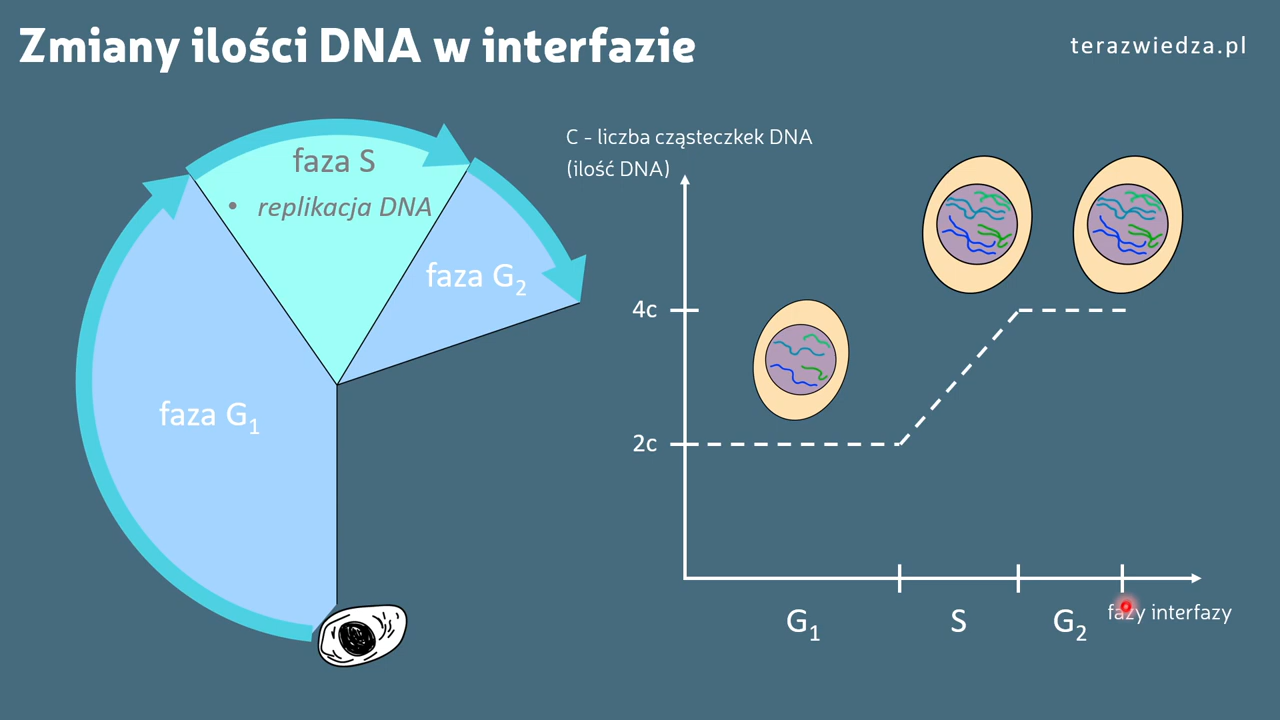 Zmiany ilości DNA w interfazie
terazwiedza.pl
faza S
• replikacja DNA
faza G₂
faza G₁
C - liczba cząsteczkek DNA
(ilość DNA)
4c
2c
G₁ S G₂
fazy interfazy